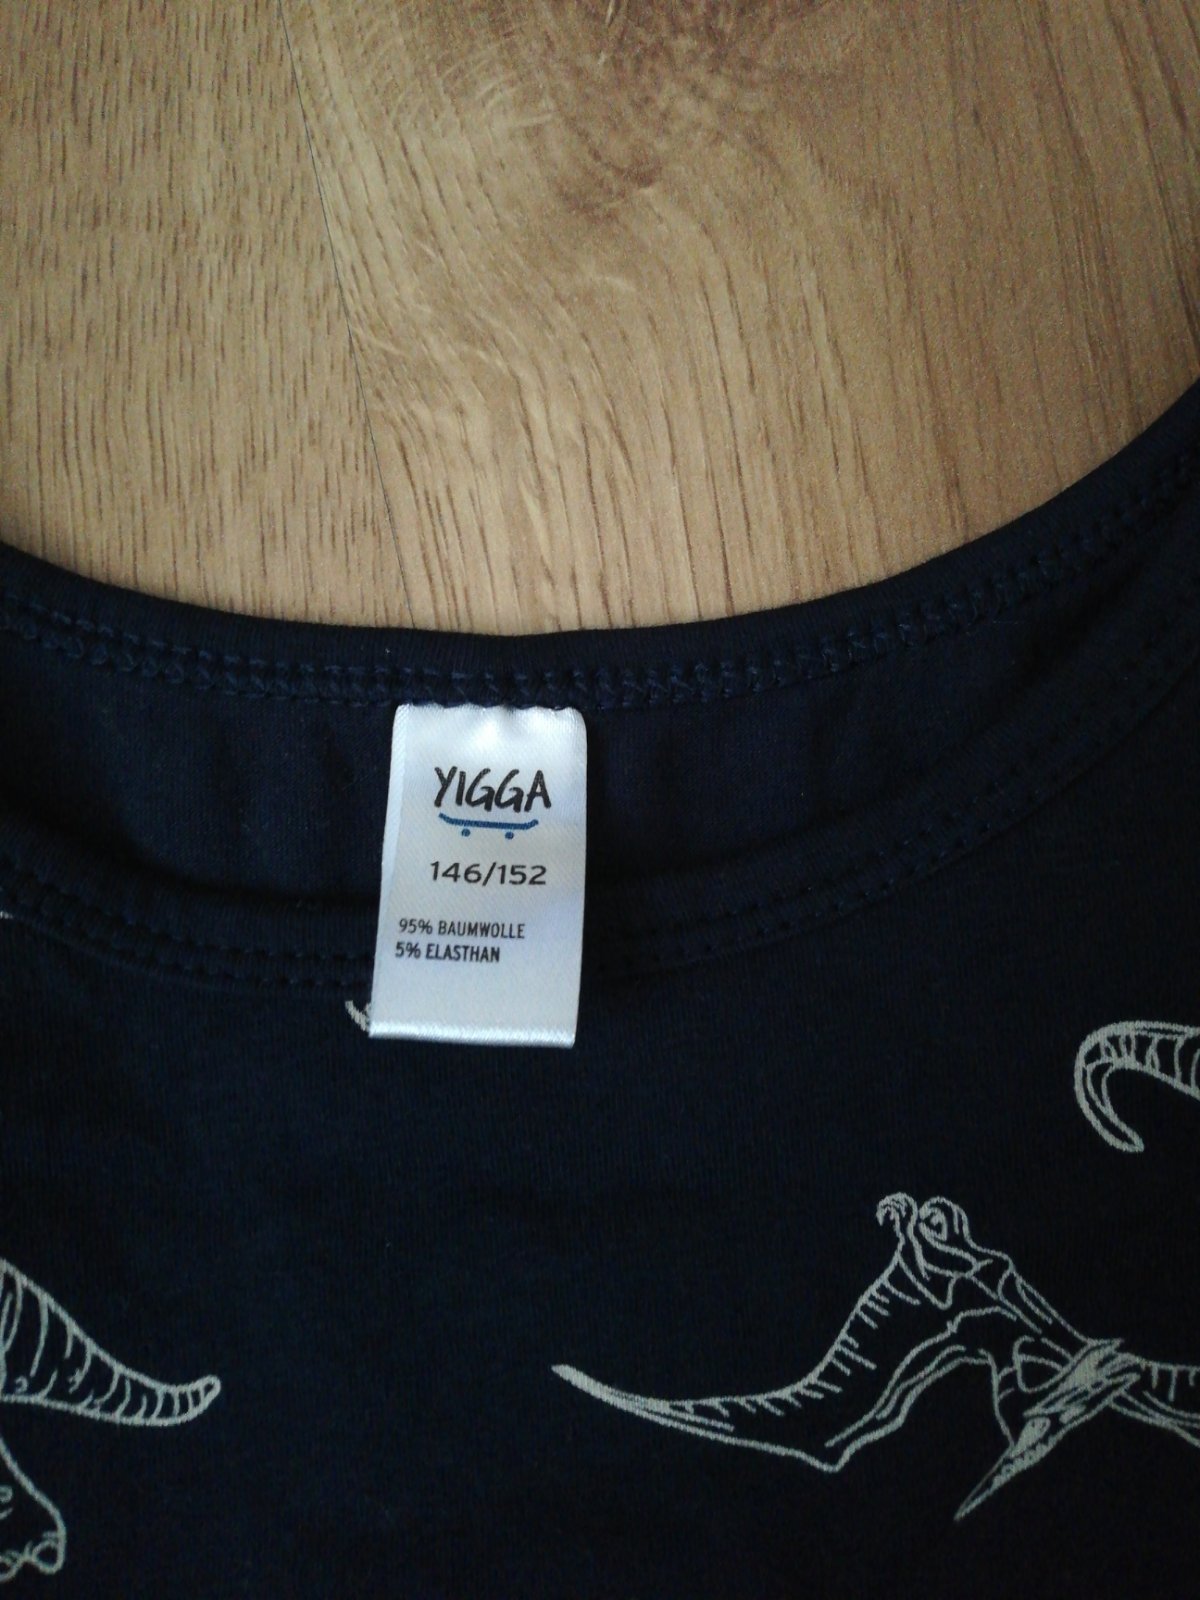 YIGGA
146/152
95% BAUMWOLLE
5% ELASTHAN